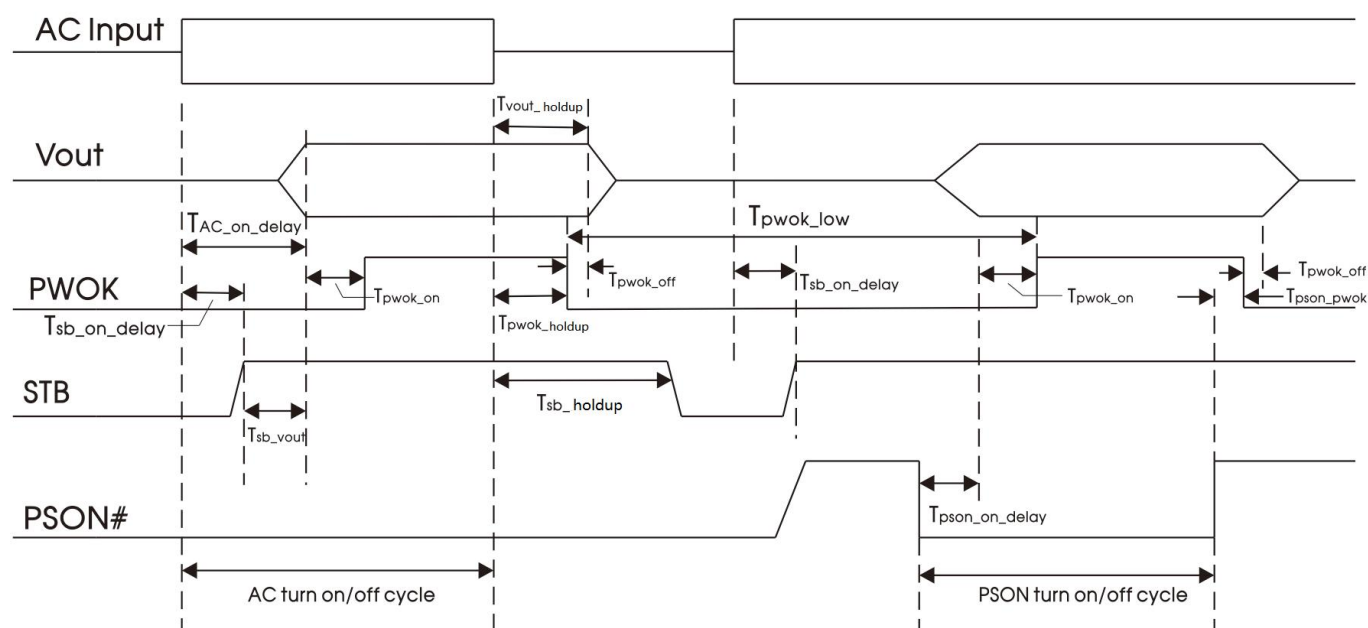 AC Input
Tvout_holdup
Vout
TAC_on_delay
Tpwok_low
PWOK
Tpwok_on
Tpwok_off
Tsb_on_delay
Tpwok_on
Tpwok_off
Tpson_pwok
Tsb_on_delay
Tpwok_holdup
STB
Tsb_vout
Tsb_holdup
PSON#
Tpson_on_delay
AC turn on/off cycle
PSON turn on/off cycle